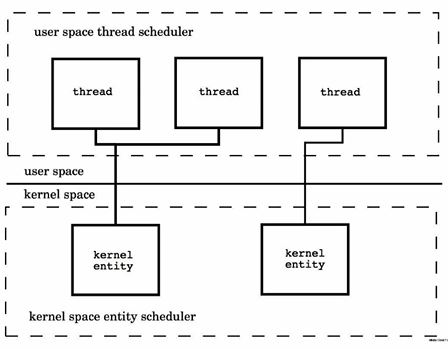 user space thread scheduler
thread
thread
thread
user space
kernel space
kernel
entity
kernel
entity
kernel space entity scheduler